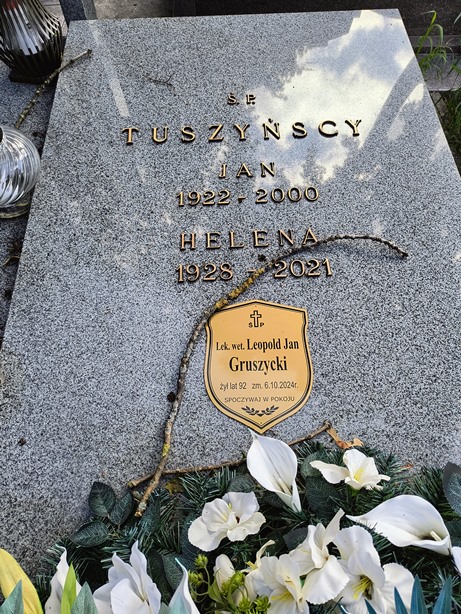 Ś.P.
TUSZYŃSCY
JAN
1922 - 2000
HELENA
1928 - 2021
Ś P
Lek. wet. Leopold Jan
Gruszycki
żył lat 92 zm. 6.10.2024r.
SPOCZYWAJ W POKOJU